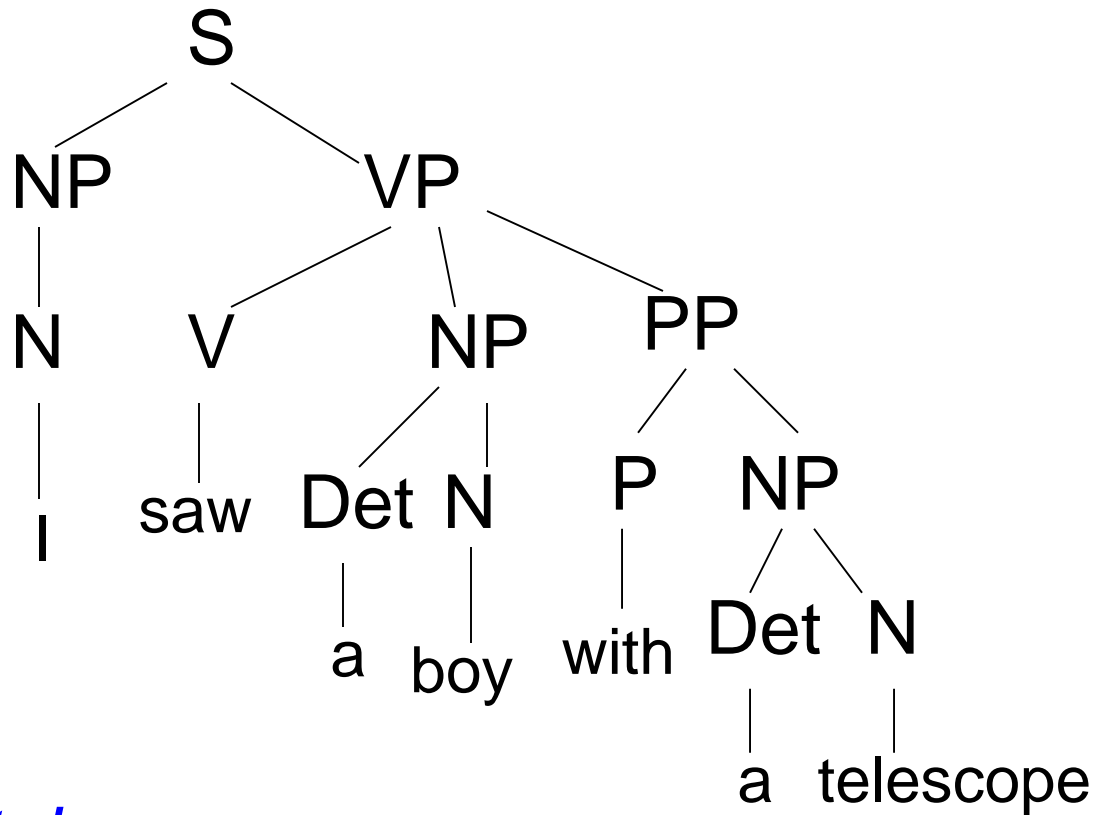 S
NP VP
N V NP PP
I saw Det N P NP
a boy with Det N
a telescope